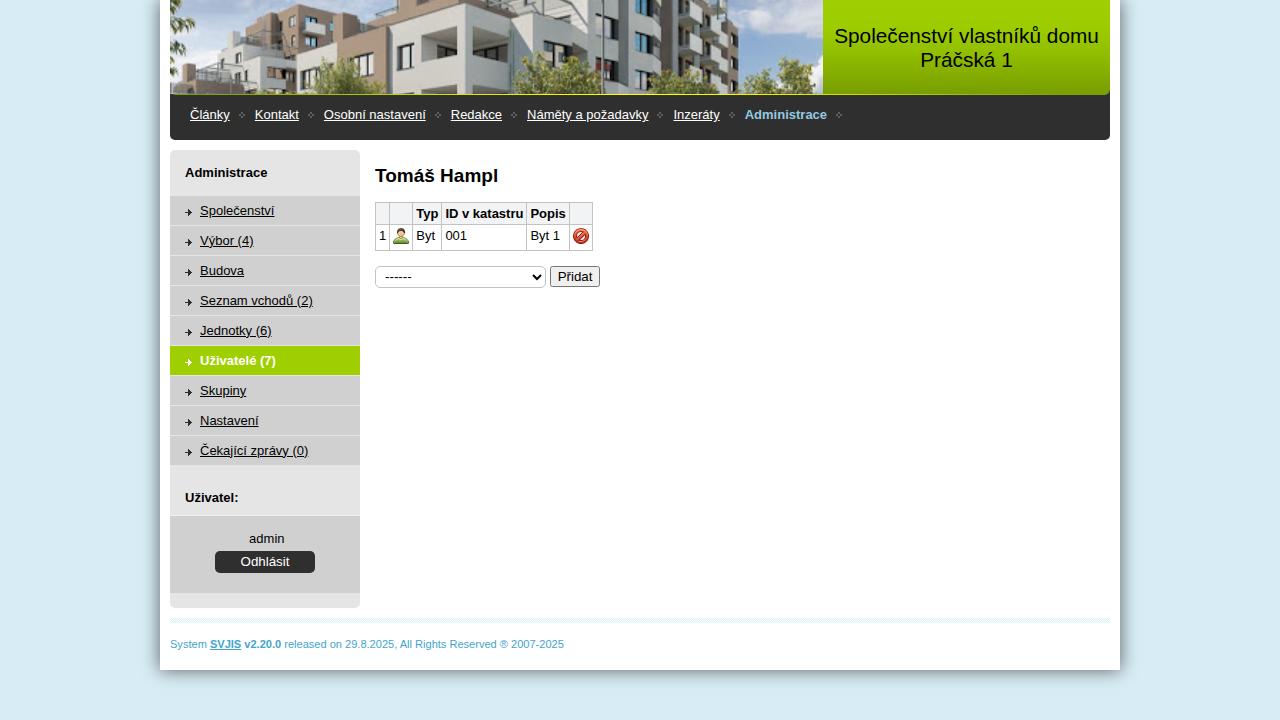 Společenství vlastníků domu
Práčská 1
Články Kontakt Osobní nastavení Redakce Náměty a požadavky Inzeráty Administrace
Administrace
Společenství
Výbor (4)
Budova
Seznam vchodů (2)
Jednotky (6)
Uživatelé (7)
Skupiny
Nastavení
Čekající zprávy (0)
Uživatel:
admin
Odhlásit
Tomáš Hampl
Typ ID v katastru Popis
1 Byt 001 Byt 1
------ Přidat
System SVJIS v2.20.0 released on 29.8.2025, All Rights Reserved ® 2007-2025